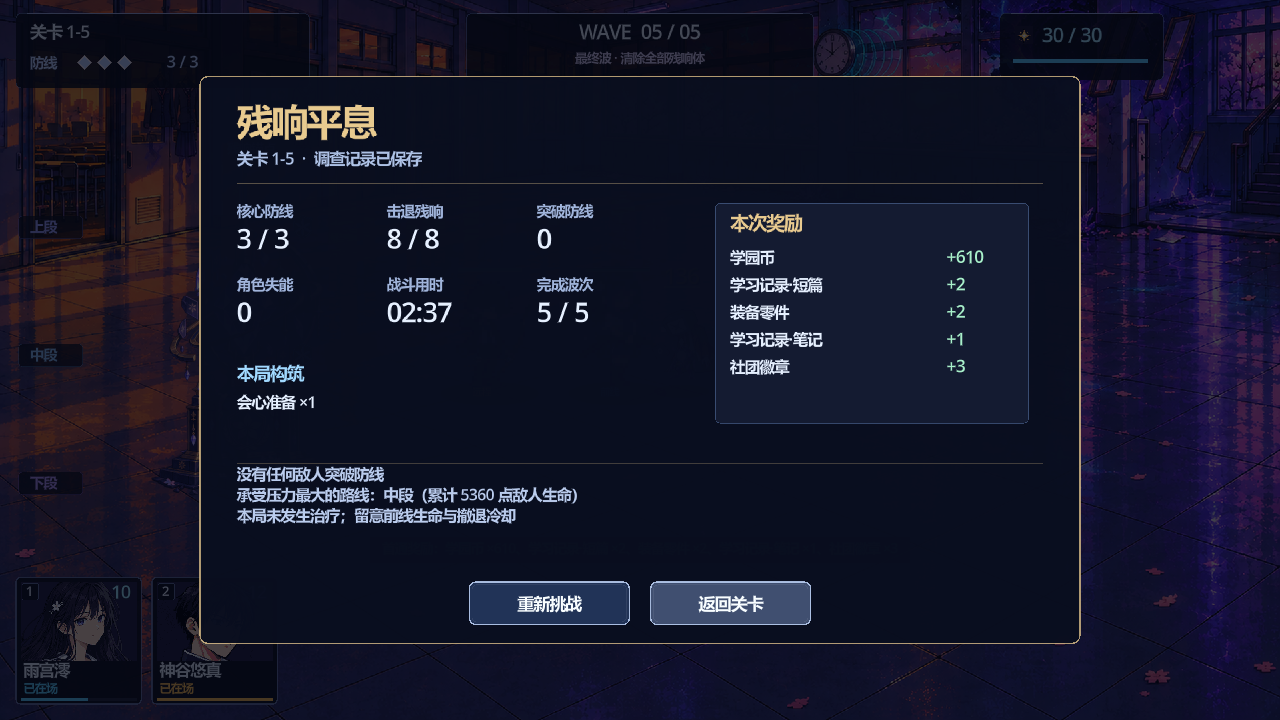 关卡 1-5
防线 ◆ ◆ ◆ 3 / 3
WAVE 05 / 05
最终波 · 清除全部残响体
30 / 30
残响平息
关卡 1-5 · 调查记录已保存
核心防线 击退残响 突破防线
3 / 3 8 / 8 0
角色失能 战斗用时 完成波次
0 02:37 5 / 5
本局构筑
会心准备 ×1
本次奖励
学园币 +610
学习记录·短篇 +2
装备零件 +2
学习记录·笔记 +1
社团徽章 +3
没有任何敌人突破防线
承受压力最大的路线：中段（累计 5360 点敌人生命）
本局未发生治疗；留意前线生命与撤退冷却
重新挑战 返回关卡
上段
中段
下段
1 10
雨宫澪
已在场
2
神谷悠真
已在场